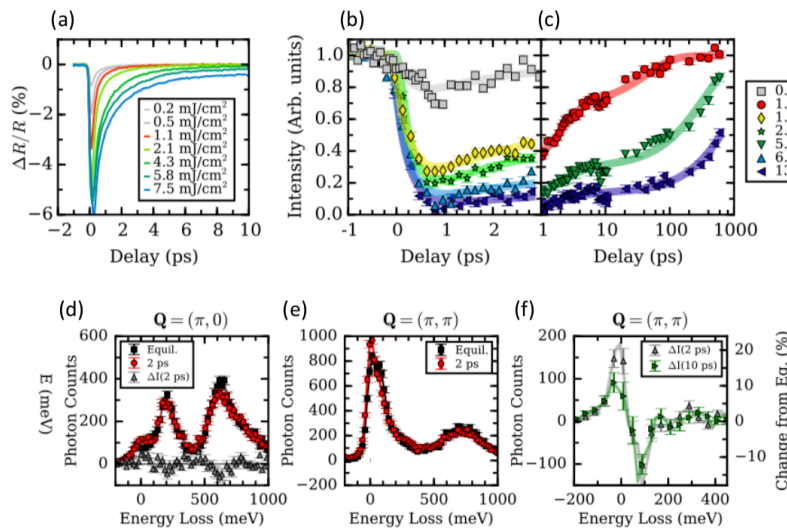 (a)
ΔR/R (%)
0
−2
−4
−6
−2 0 2 4 6 8 10
Delay (ps)
0.2 mJ/cm²
0.5 mJ/cm²
1.1 mJ/cm²
2.1 mJ/cm²
4.3 mJ/cm²
5.8 mJ/cm²
7.5 mJ/cm²
(b)
Intensity (Arb. units)
1.0
0.8
0.6
0.4
0.2
0.0
-1 0 1 2
Delay (ps)
(c)
1 10 100 1000
Delay (ps)
0.
1.
1.
2.
5.
6.
13
(d)
Q = (π, 0)
E (meV)
Photon Counts
600
400
200
0
Equil.
2 ps
ΔI(2 ps)
0 500 1000
Energy Loss (meV)
(e)
Q = (π, π)
Photon Counts
1000
800
600
400
200
0
−200
Equil.
2 ps
0 500 1000
Energy Loss (meV)
(f)
Q = (π, π)
Photon Counts
200
100
0
−100
ΔI(2 ps)
ΔI(10 ps)
−200 0 200 400
Energy Loss (meV)
20
10
0
−10
Change from Eq. (%)